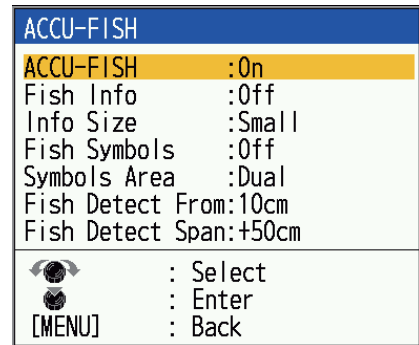 ACCU-FISH
ACCU-FISH :On
Fish Info :Off
Info Size :Small
Fish Symbols :Off
Symbols Area :Dual
Fish Detect From:10cm
Fish Detect Span:+50cm
: Select
: Enter
[MENU] : Back